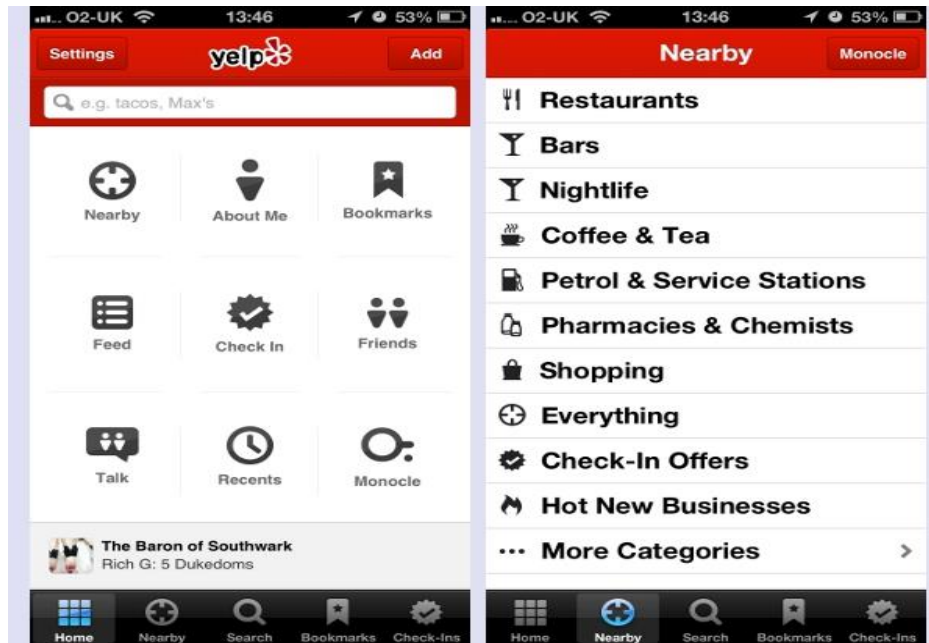 O2-UK 13:46 53%
Settings yelp Add
e.g. tacos, Max's
Nearby About Me Bookmarks
Feed Check In Friends
Talk Recents Monocle
The Baron of Southwark
Rich G: 5 Dukedoms
Home Nearby Search Bookmarks Check-Ins
O2-UK 13:46 53%
Nearby Monocle
Restaurants
Bars
Nightlife
Coffee & Tea
Petrol & Service Stations
Pharmacies & Chemists
Shopping
Everything
Check-In Offers
Hot New Businesses
More Categories
Home Nearby Search Bookmarks Check-Ins